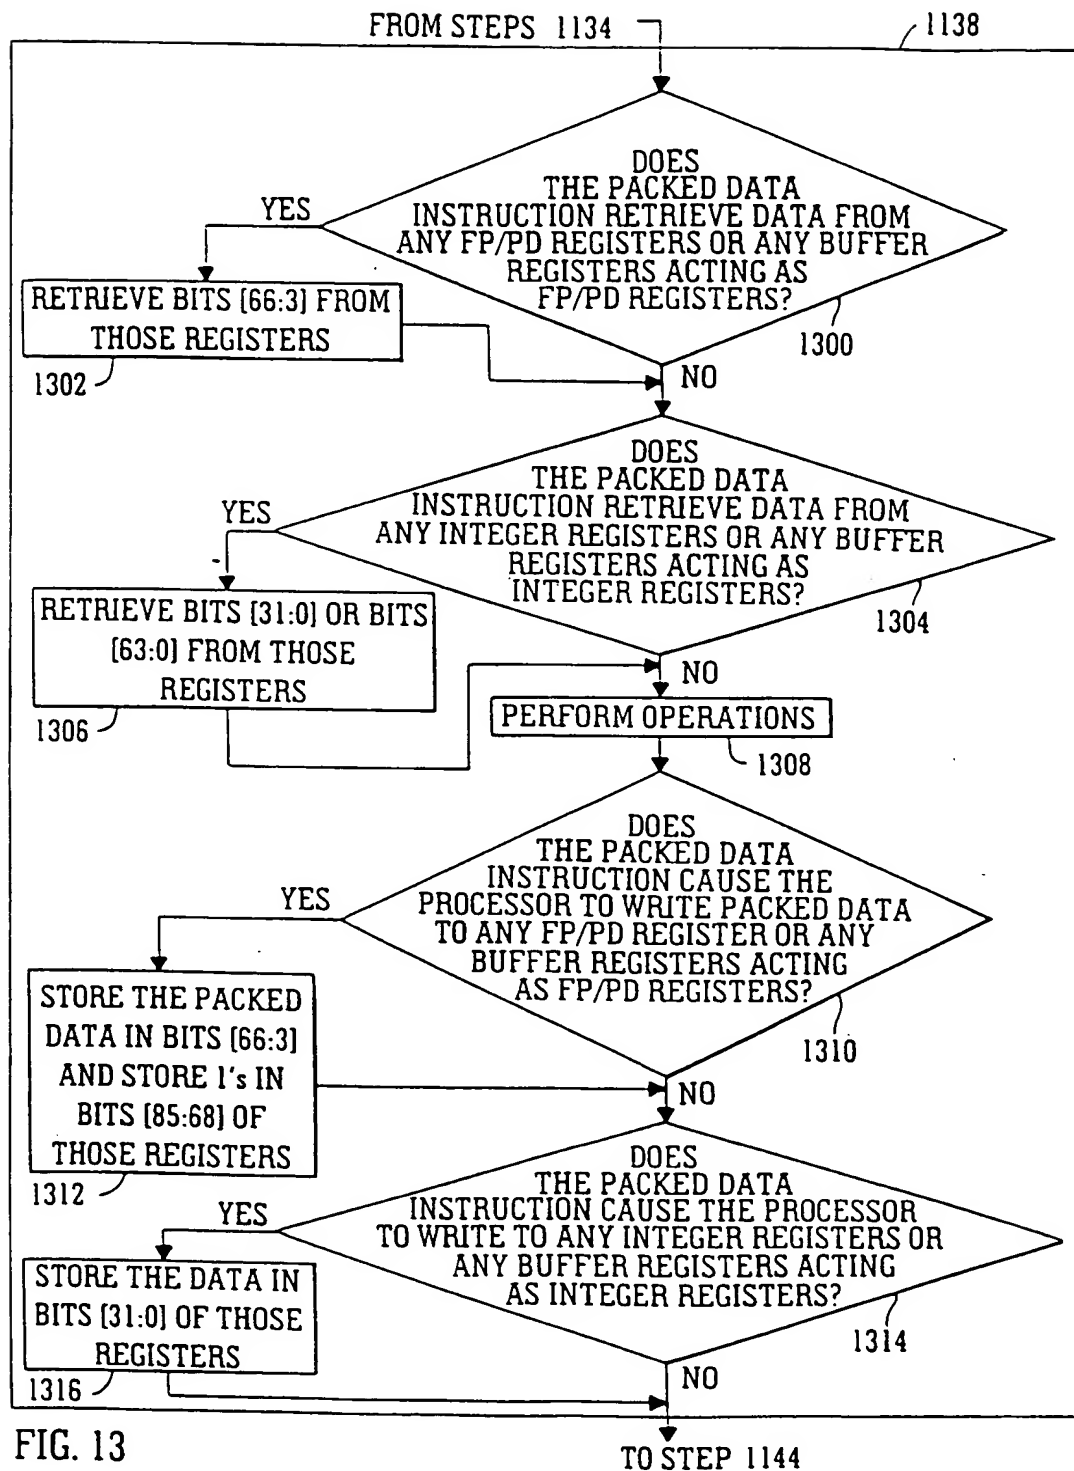 FROM STEPS 1134
1138
DOES
THE PACKED DATA
INSTRUCTION RETRIEVE DATA FROM
ANY FP/PD REGISTERS OR ANY BUFFER
REGISTERS ACTING AS
FP/PD REGISTERS?
YES
1300
RETRIEVE BITS [66:3] FROM
THOSE REGISTERS
1302
NO
DOES
THE PACKED DATA
INSTRUCTION RETRIEVE DATA FROM
ANY INTEGER REGISTERS OR ANY BUFFER
REGISTERS ACTING AS
INTEGER REGISTERS?
YES
1304
RETRIEVE BITS [31:0] OR BITS
[63:0] FROM THOSE
REGISTERS
1306
NO
PERFORM OPERATIONS
1308
DOES
THE PACKED DATA
INSTRUCTION CAUSE THE
PROCESSOR TO WRITE PACKED DATA
TO ANY FP/PD REGISTER OR ANY
BUFFER REGISTERS ACTING
AS FP/PD REGISTERS?
YES
1310
STORE THE PACKED
DATA IN BITS [66:3]
AND STORE 1's IN
BITS [85:68] OF
THOSE REGISTERS
1312
NO
DOES
THE PACKED DATA
INSTRUCTION CAUSE THE PROCESSOR
TO WRITE TO ANY INTEGER REGISTERS OR
ANY BUFFER REGISTERS ACTING
AS INTEGER REGISTERS?
YES
1314
STORE THE DATA IN
BITS [31:0] OF THOSE
REGISTERS
1316
NO
FIG. 13
TO STEP 1144